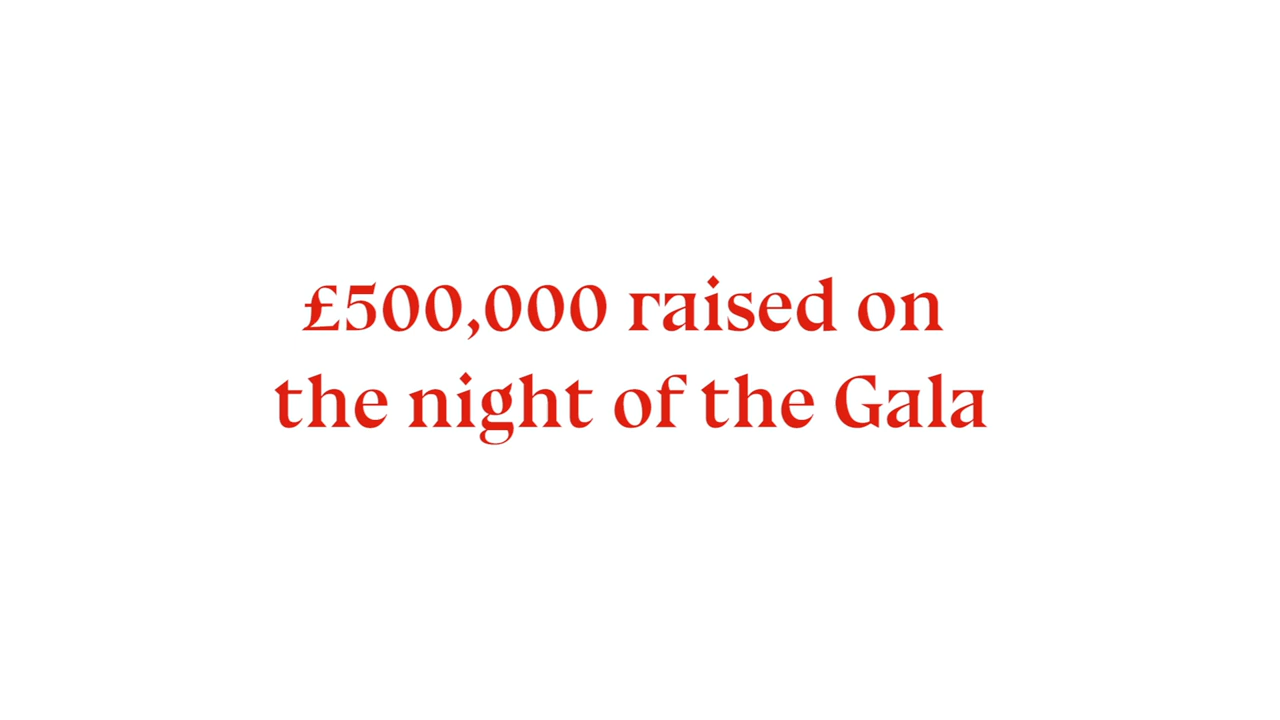 £500,000 raised on
the night of the Gala